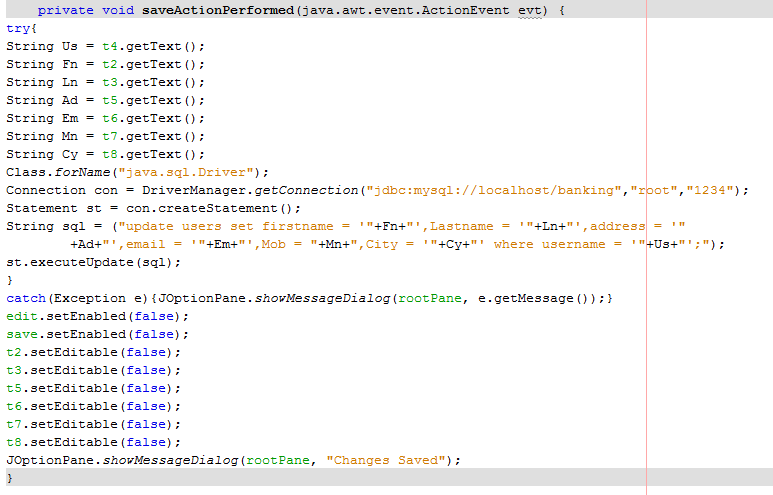 private void saveActionPerformed(java.awt.event.ActionEvent evt) {
try{
String Us = t4.getText();
String Fn = t2.getText();
String Ln = t3.getText();
String Ad = t5.getText();
String Em = t6.getText();
String Mn = t7.getText();
String Cy = t8.getText();
Class.forName("java.sql.Driver");
Connection con = DriverManager.getConnection("jdbc:mysql://localhost/banking","root","1234");
Statement st = con.createStatement();
String sql = ("update users set firstname = '"+Fn+"',Lastname = '"+Ln+"',address = '"
+Ad+"',email = '"+Em+"',Mob = "+Mn+",City = '"+Cy+"' where username = '"+Us+"';");
st.executeUpdate(sql);
}
catch(Exception e){JOptionPane.showMessageDialog(rootPane, e.getMessage());}
edit.setEnabled(false);
save.setEnabled(false);
t2.setEditable(false);
t3.setEditable(false);
t5.setEditable(false);
t6.setEditable(false);
t7.setEditable(false);
t8.setEditable(false);
JOptionPane.showMessageDialog(rootPane, "Changes Saved");
}